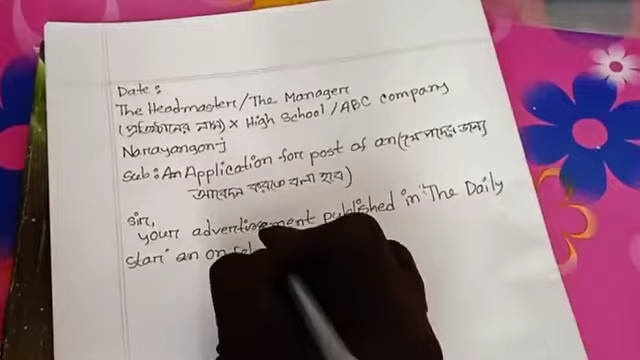 Date:
The Headmaster/The Manager
(প্রতিষ্ঠানের নাম) x High School/ABC company
Narayangonj
Sub: An Application for post of an (যে পদের জন্য
আবেদন করতে বলা হবে)
Sir,
your advertisement published in "The Daily
Star" an on